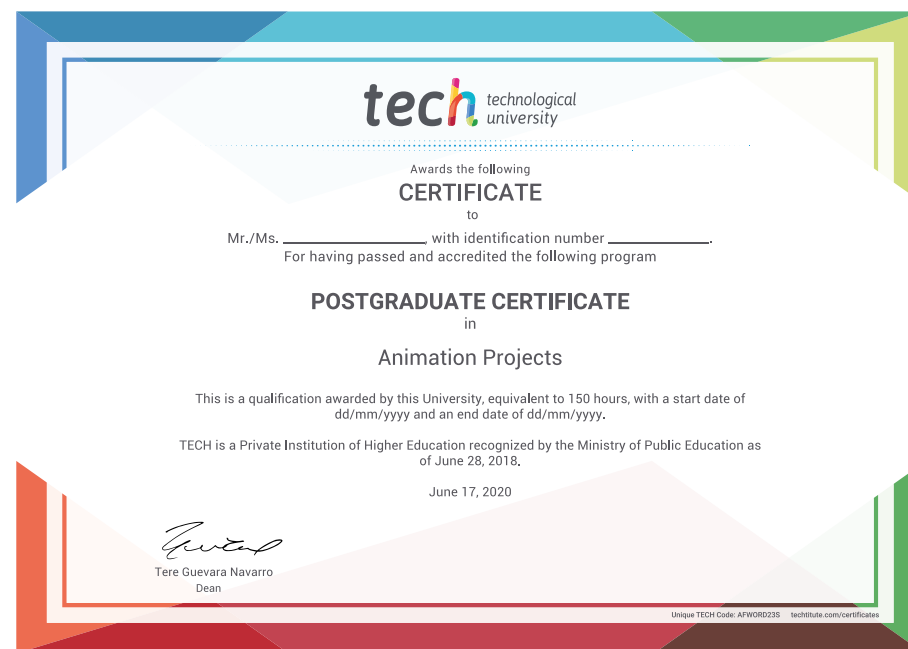 tech technological
university
Awards the following
CERTIFICATE
to
Mr./Ms. ____________, with identification number ____________.
For having passed and accredited the following program
POSTGRADUATE CERTIFICATE
in
Animation Projects
This is a qualification awarded by this University, equivalent to 150 hours, with a start date of
dd/mm/yyyy and an end date of dd/mm/yyyy.
TECH is a Private Institution of Higher Education recognized by the Ministry of Public Education as
of June 28, 2018.
June 17, 2020
Tere Guevara Navarro
Dean
Unique TECH Code: AFWORD23S techtitute.com/certificates